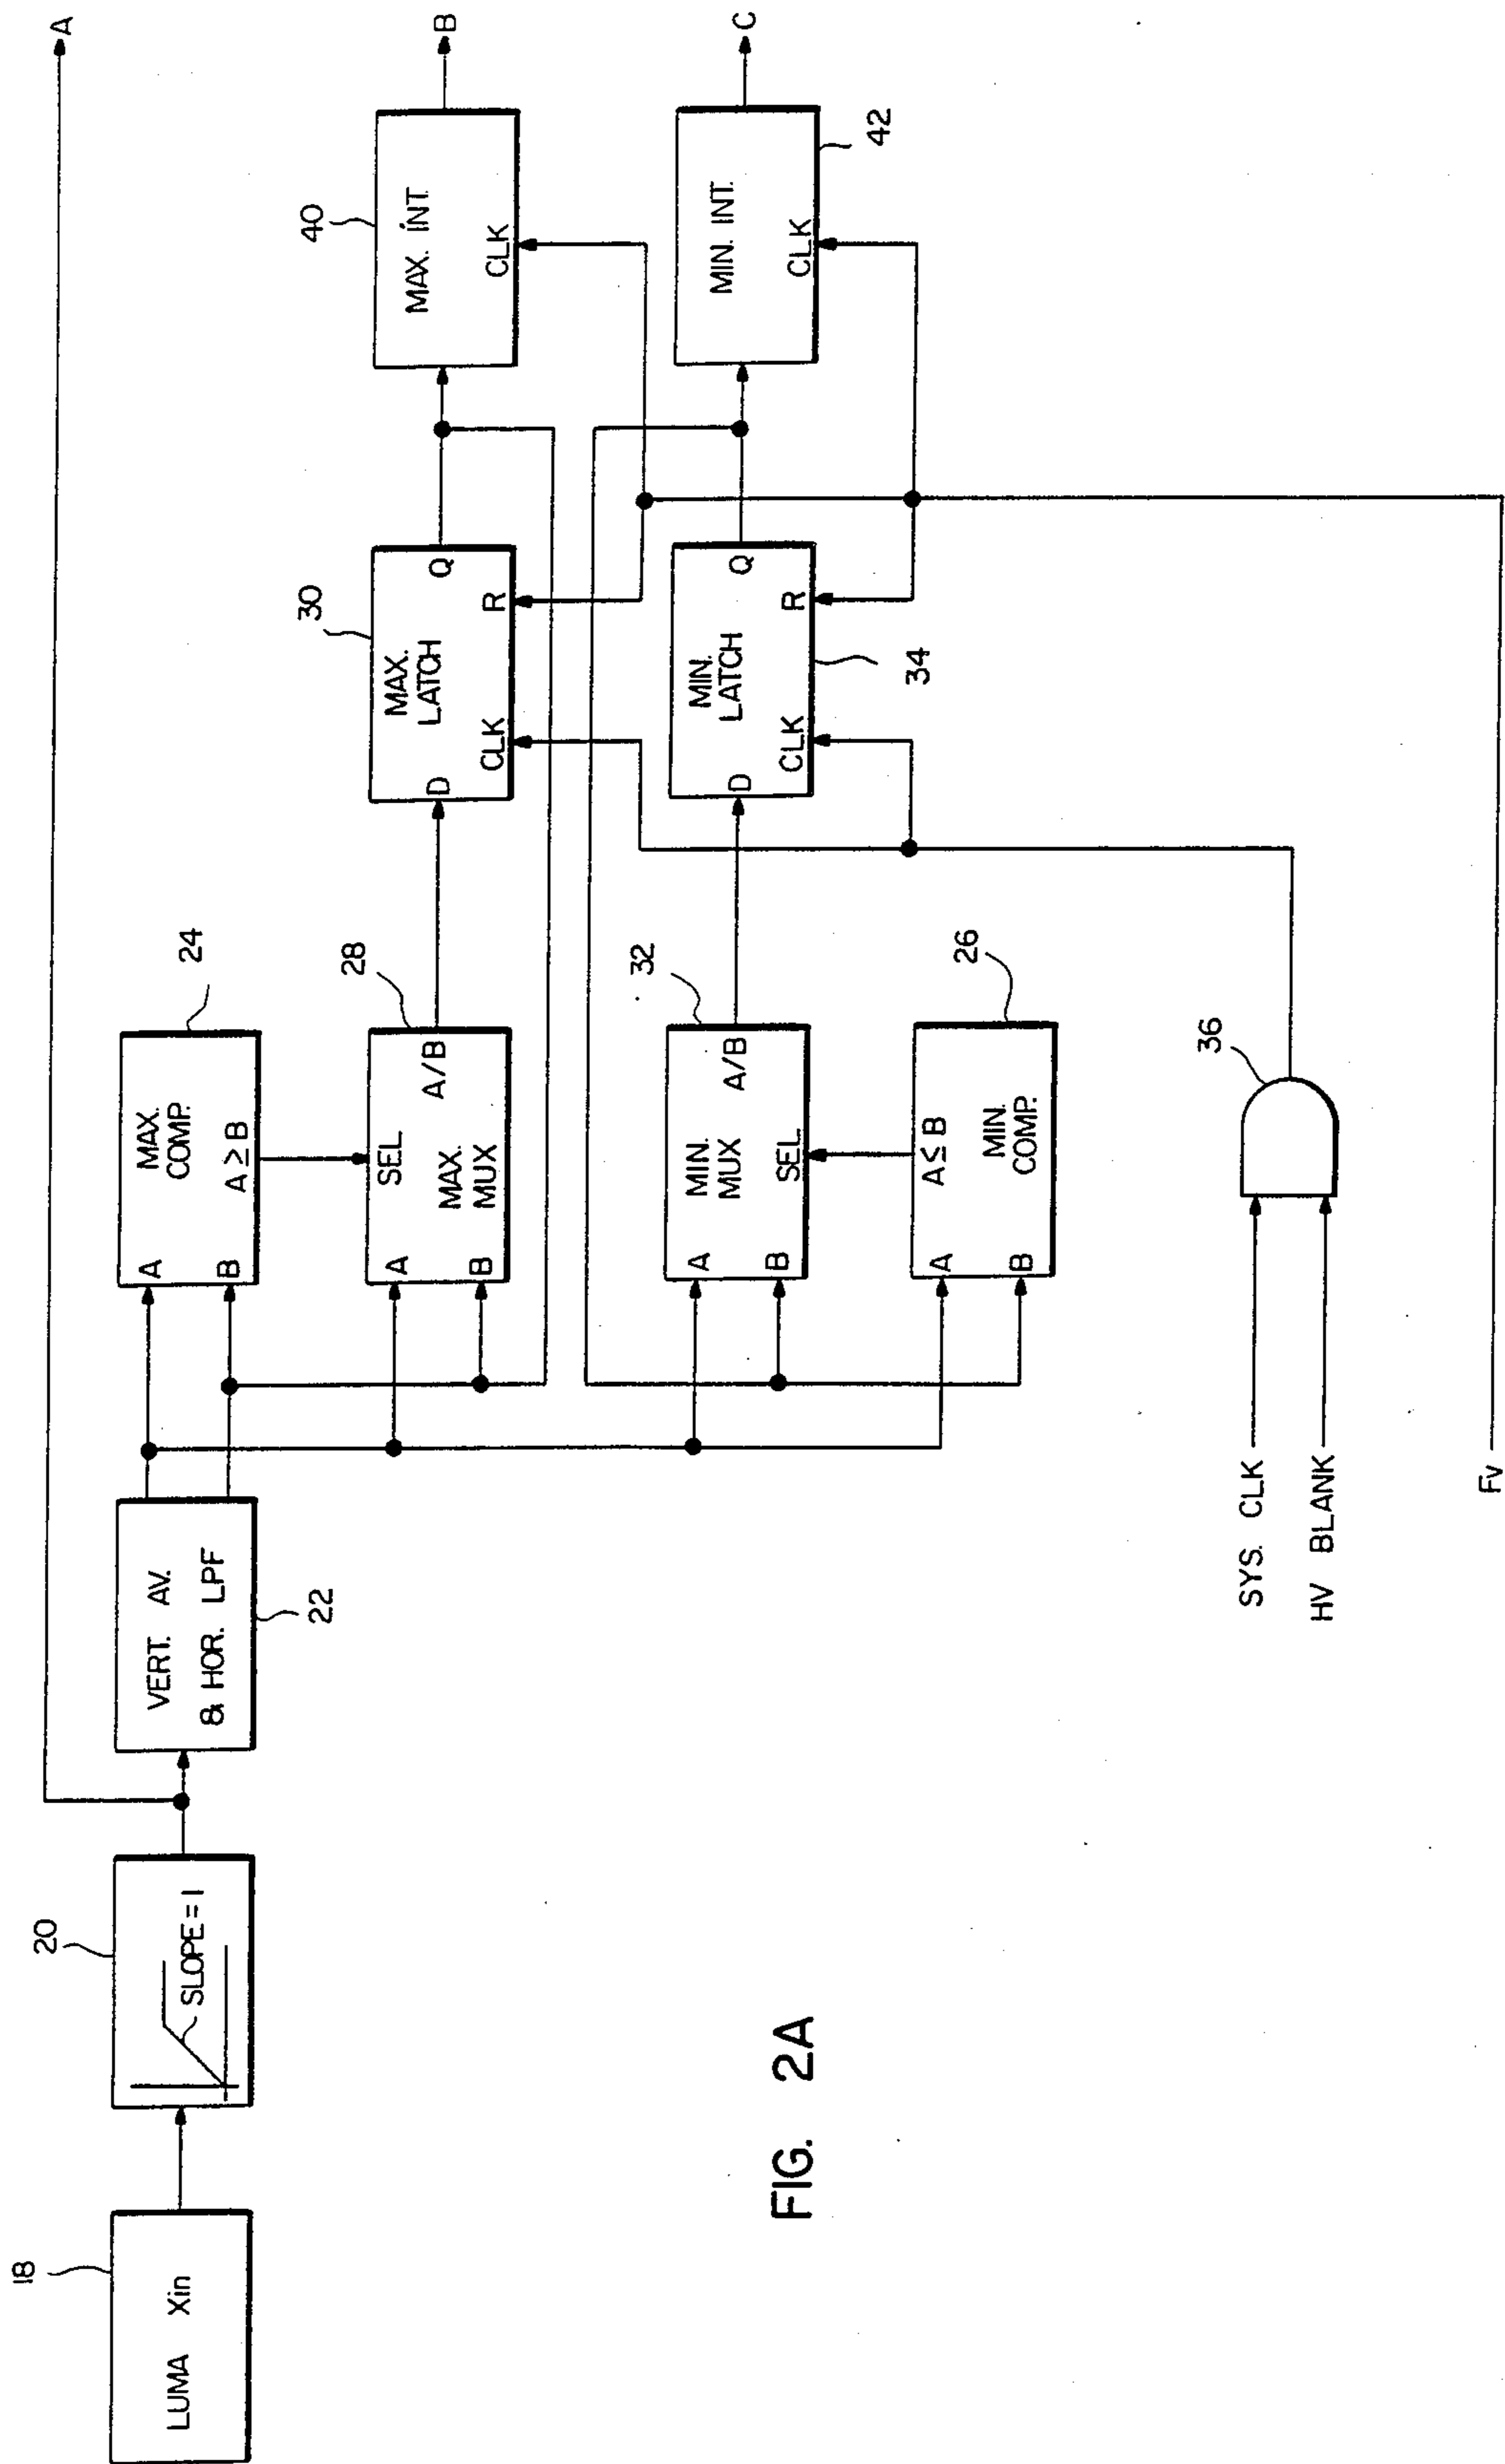 A
18
LUMA Xin
20
SLOPE = 1
VERT. AV.
& HOR. LPF
22
24
MAX.
COMP.
A
B
A ≥ B
28
SEL
A/B
MAX.
MUX
A
B
30
MAX.
LATCH
D
Q
CLK
R
40
MAX. INT.
CLK
B
32
MIN.
MUX
A
B
A/B
SEL
MIN.
LATCH
D
Q
CLK
R
34
MIN. INT.
CLK
42
C
26
A ≤ B
A
B
MIN.
COMP.
36
SYS. CLK
HV BLANK
Fv
FIG. 2A